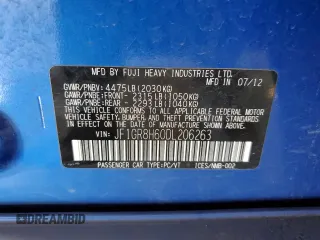 MFD BY FUJI HEAVY INDUSTRIES LTD.
07/12
GVWR/PNBV: 4475LB(2030KG)
GAWR/PNBE:FRONT- 2315LB(1050KG)
GAWR/PNBE:REAR - 2293LB(1040KG)
THIS VEHICLE CONFORMS TO ALL APPLICABLE FEDERAL MOTOR
VEHICLE SAFETY, BUMPER, AND THEFT PREVENTION STANDARDS
IN EFFECT ON THE DATE OF MANUFACTURE SHOWN ABOVE.
VIN: JF1GR8H60DL206263
PASSENGER CAR/VT: PC/VT
ICES/NMB-002
DREAMBID